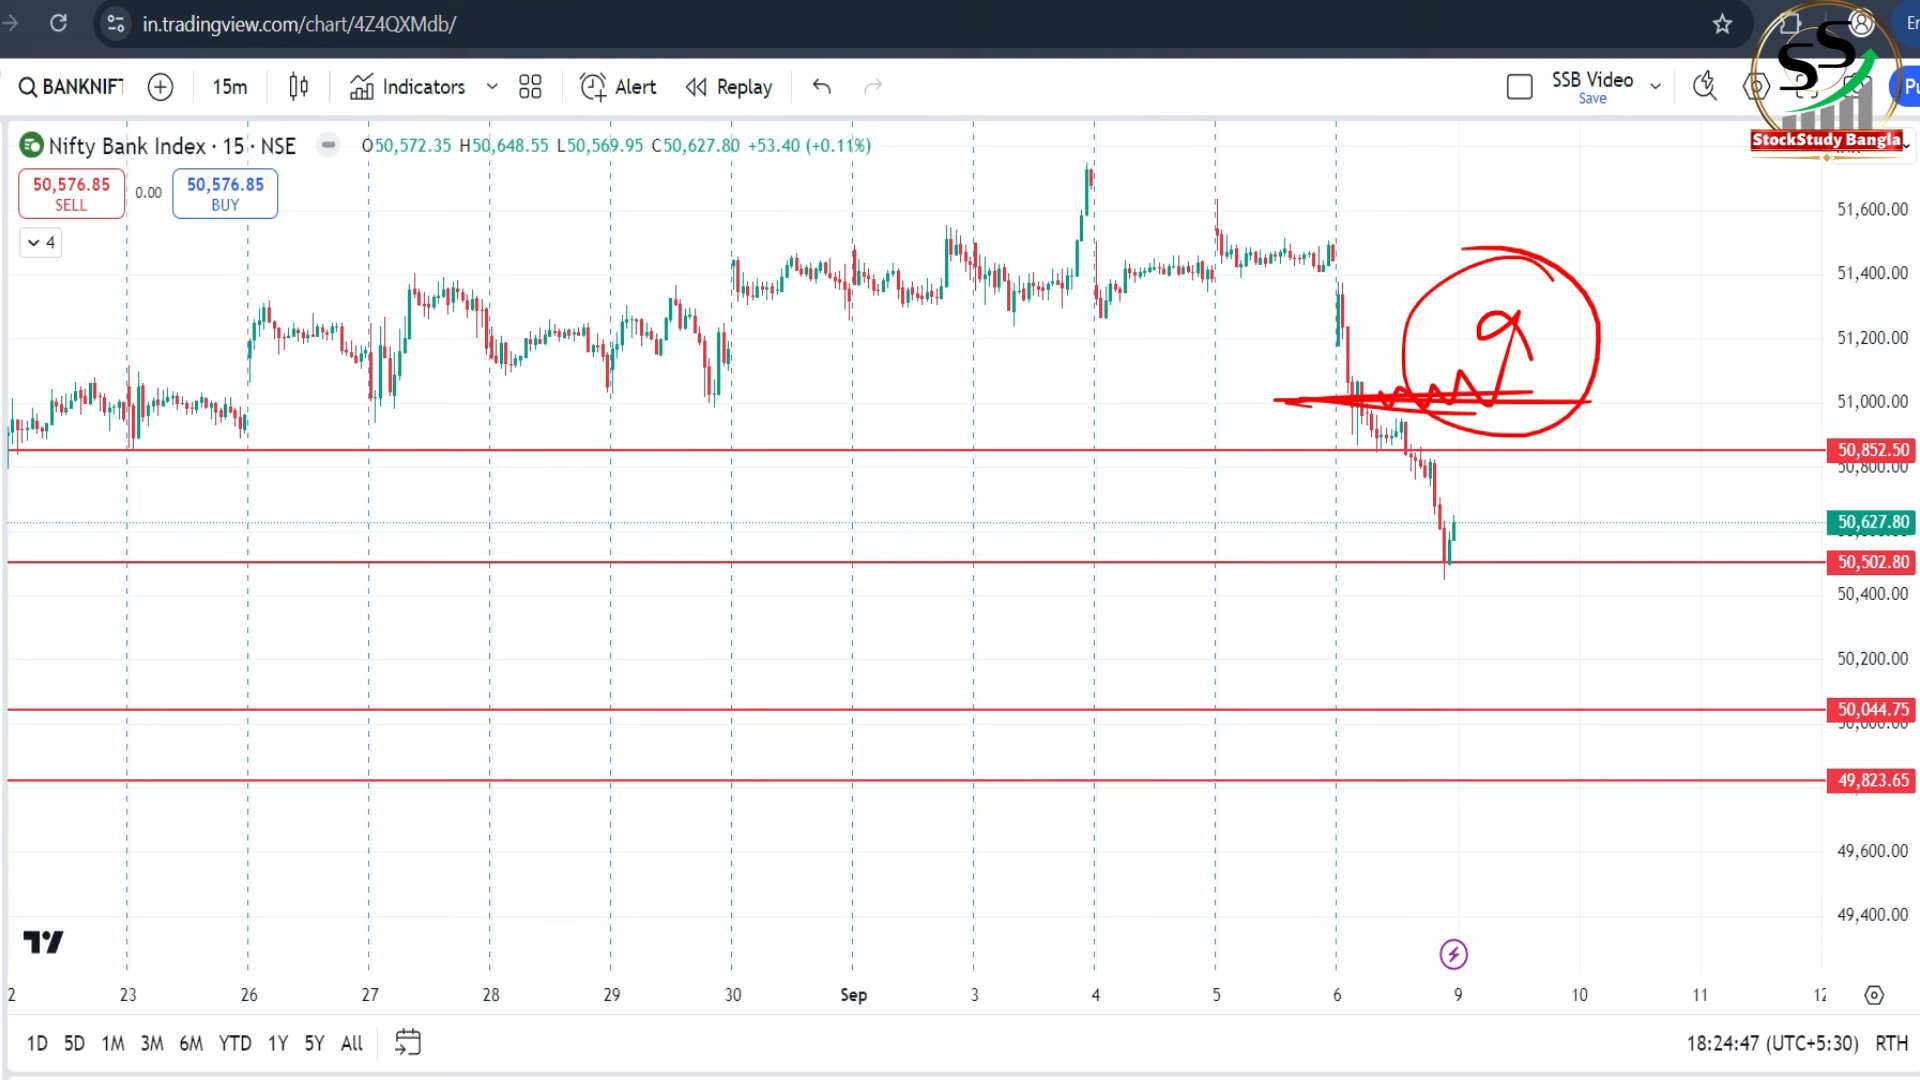 in.tradingview.com/chart/4Z4QXMdb/
BANKNIFT 15m Indicators Alert Replay SSB Video
Save
StockStudy Bangla
Nifty Bank Index · 15 · NSE O50,572.35 H50,648.55 L50,569.95 C50,627.80 +53.40 (+0.11%)
50,576.85 0.00 50,576.85
SELL BUY
4
51,600.00
51,400.00
51,200.00
51,000.00
50,852.50
50,800.00
50,627.80
50,502.80
50,400.00
50,200.00
50,044.75
49,823.65
49,600.00
49,400.00
2 23 26 27 28 29 30 Sep 3 4 5 6 9 10 11 12
1D 5D 1M 3M 6M YTD 1Y 5Y All 18:24:47 (UTC+5:30) RTH